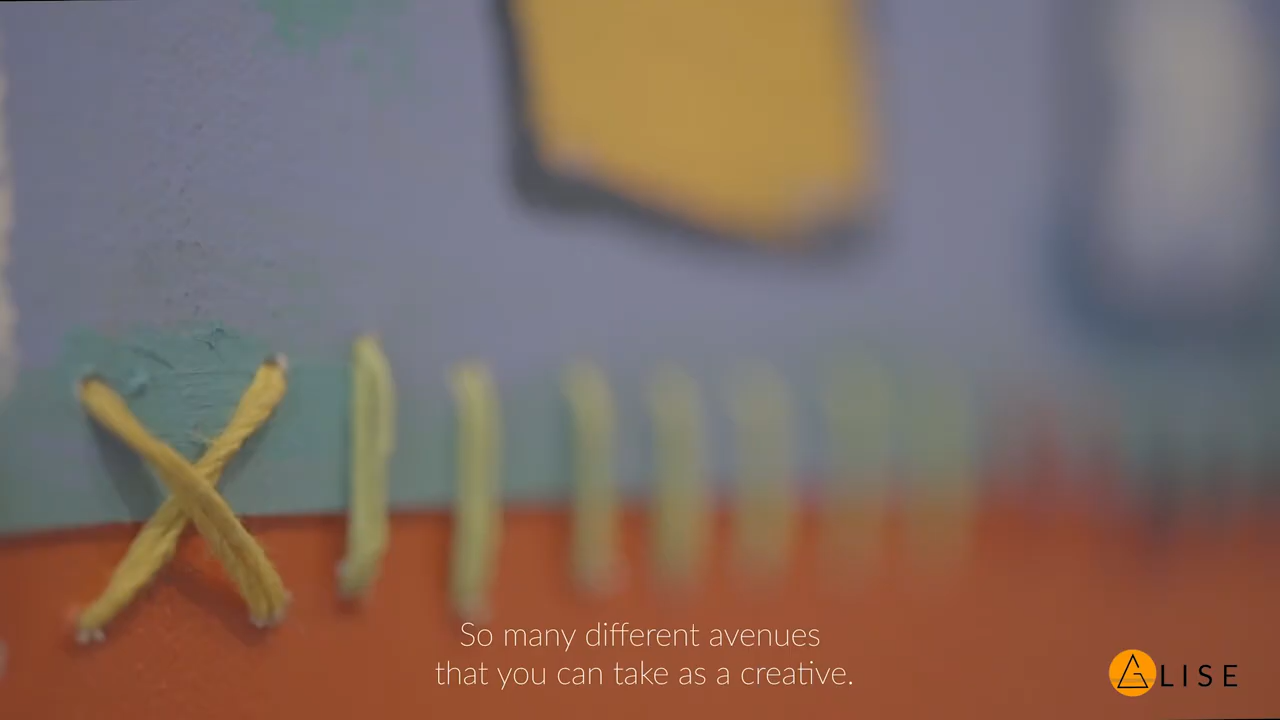 So many different avenues
that you can take as a creative.
LISE